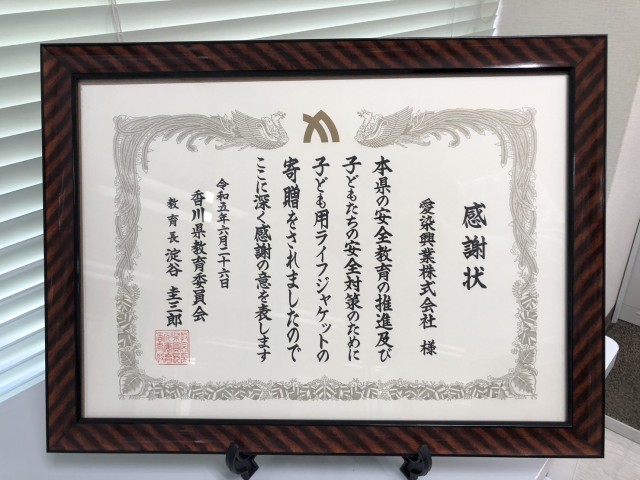 感謝状
愛染興業株式会社 様
本県の安全教育の推進及び
子どもたちの安全対策のために
子ども用ライフジャケットの
寄贈をされましたので
ここに深く感謝の意を表します
令和五年六月二十六日
香川県教育委員会
教育長 淀谷 圭三郎